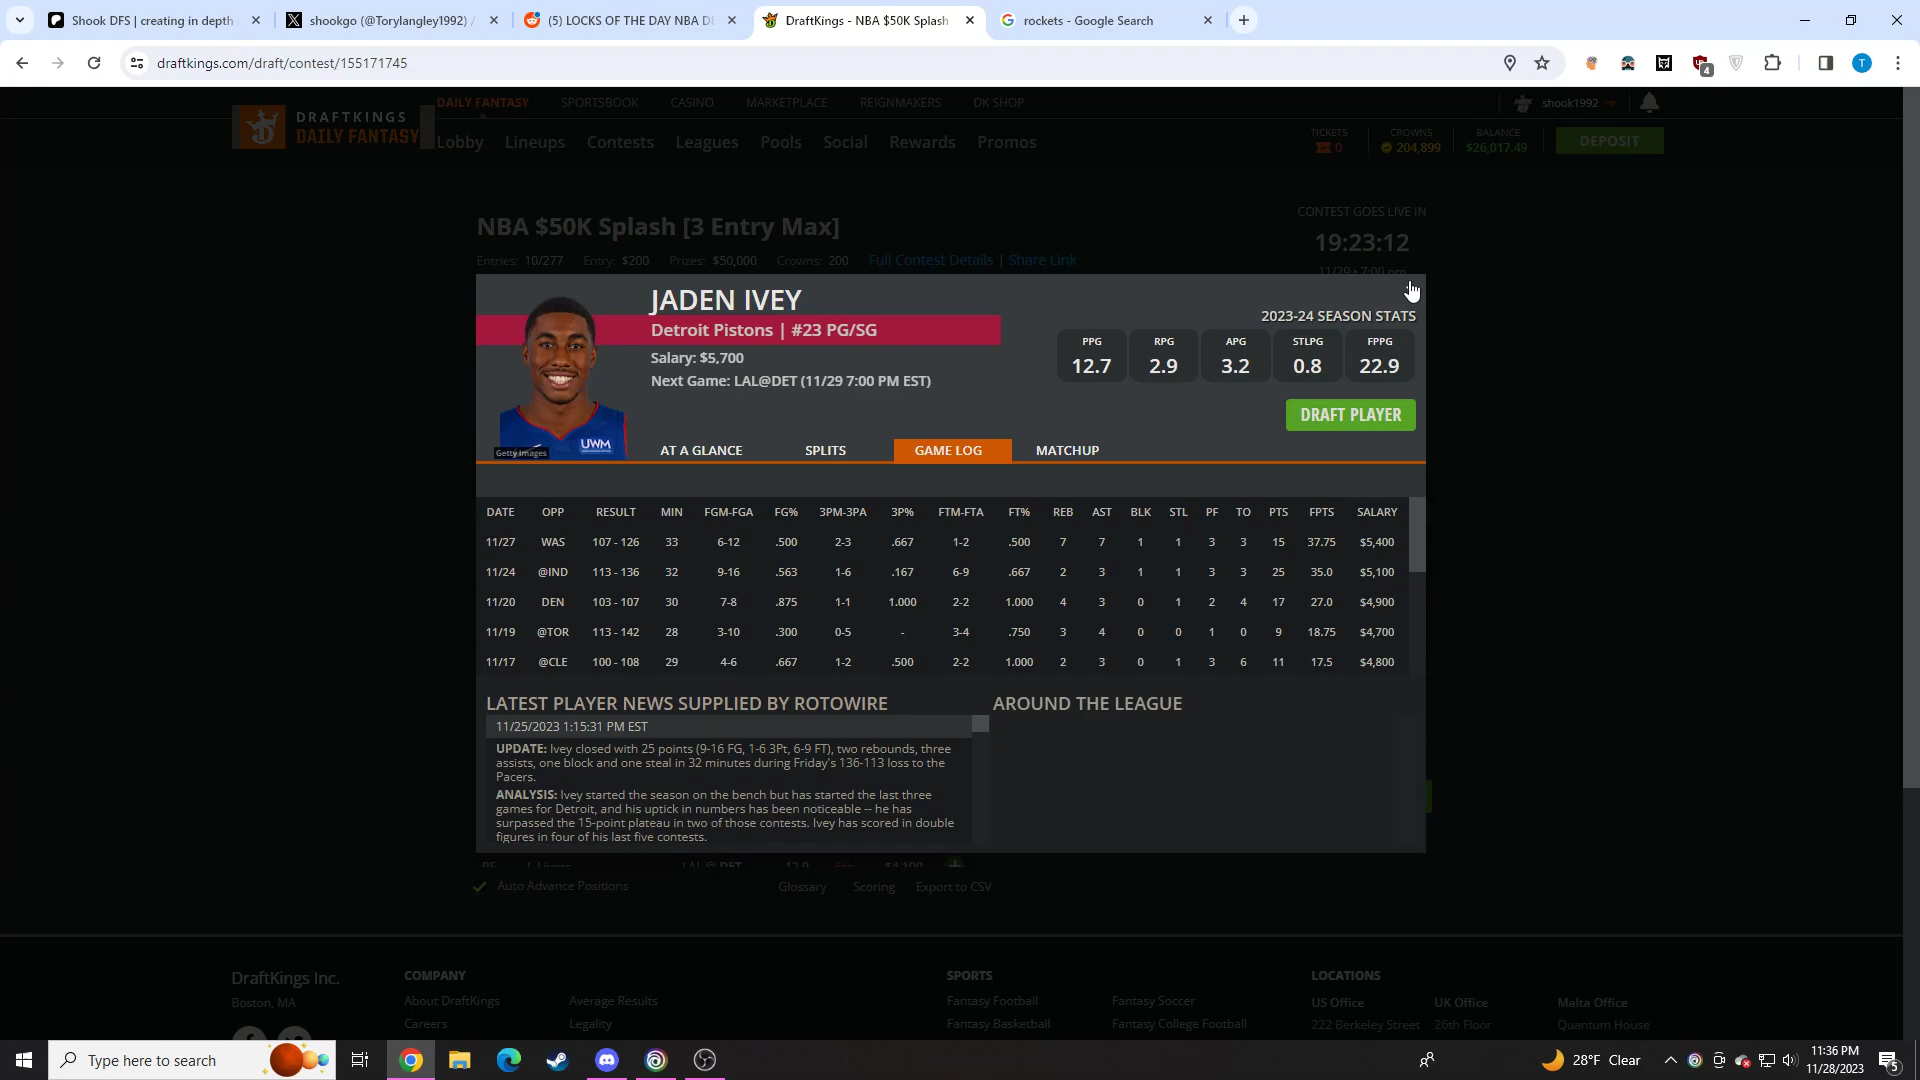 Shook DFS | creating in depth
shookgo (@Torylangley1992) /
(5) LOCKS OF THE DAY NBA DF
DraftKings - NBA $50K Splash
rockets - Google Search
draftkings.com/draft/contest/155171745
4
T
DRAFTKINGS
DAILY FANTASY
DAILY FANTASY SPORTSBOOK CASINO MARKETPLACE REIGNMAKERS DK SHOP
shook1992
Lobby Lineups Contests Leagues Pools Social Rewards Promos
TICKETS
0
CROWNS
204,899
BALANCE
$26,017.49
DEPOSIT
NBA $50K Splash [3 Entry Max]
CONTEST GOES LIVE IN
19:23:12
11/29 • 7:00 pm
Entries: 10/277 Entry: $200 Prizes: $50,000 Crowns: 200 Full Contest Details | Share Link
JADEN IVEY
Detroit Pistons | #23 PG/SG
Salary: $5,700
Next Game: LAL@DET (11/29 7:00 PM EST)
UWM
Getty Images
2023-24 SEASON STATS
PPG RPG APG STLPG FPPG
12.7 2.9 3.2 0.8 22.9
DRAFT PLAYER
AT A GLANCE SPLITS GAME LOG MATCHUP
DATE OPP RESULT MIN FGM-FGA FG% 3PM-3PA 3P% FTM-FTA FT% REB AST BLK STL PF TO PTS FPTS SALARY
11/27 WAS 107 - 126 33 6-12 .500 2-3 .667 1-2 .500 7 7 1 1 3 3 15 37.75 $5,400
11/24 @IND 113 - 136 32 9-16 .563 1-6 .167 6-9 .667 2 3 1 1 3 3 25 35.0 $5,100
11/20 DEN 103 - 107 30 7-8 .875 1-1 1.000 2-2 1.000 4 3 0 1 2 4 17 27.0 $4,900
11/19 @TOR 113 - 142 28 3-10 .300 0-5 - 3-4 .750 3 4 0 0 1 0 9 18.75 $4,700
11/17 @CLE 100 - 108 29 4-6 .667 1-2 .500 2-2 1.000 2 3 0 1 3 6 11 17.5 $4,800
LATEST PLAYER NEWS SUPPLIED BY ROTOWIRE
11/25/2023 1:15:31 PM EST
UPDATE: Ivey closed with 25 points (9-16 FG, 1-6 3Pt, 6-9 FT), two rebounds, three
assists, one block and one steal in 32 minutes during Friday's 136-113 loss to the
Pacers.
ANALYSIS: Ivey started the season on the bench but has started the last three
games for Detroit, and his uptick in numbers has been noticeable -- he has
surpassed the 15-point plateau in two of those contests. Ivey has scored in double
figures in four of his last five contests.
AROUND THE LEAGUE
PF I. Livers LAL@DET 12.9 5th $4,100
Auto Advance Positions
Glossary Scoring Export to CSV
DraftKings Inc.
Boston, MA
COMPANY
About DraftKings Average Results
Careers Legality
SPORTS
Fantasy Football Fantasy Soccer
Fantasy Basketball Fantasy College Football
LOCATIONS
US Office UK Office Malta Office
222 Berkeley Street 26th Floor Quantum House
Type here to search
28°F Clear
11:36 PM
11/28/2023
5